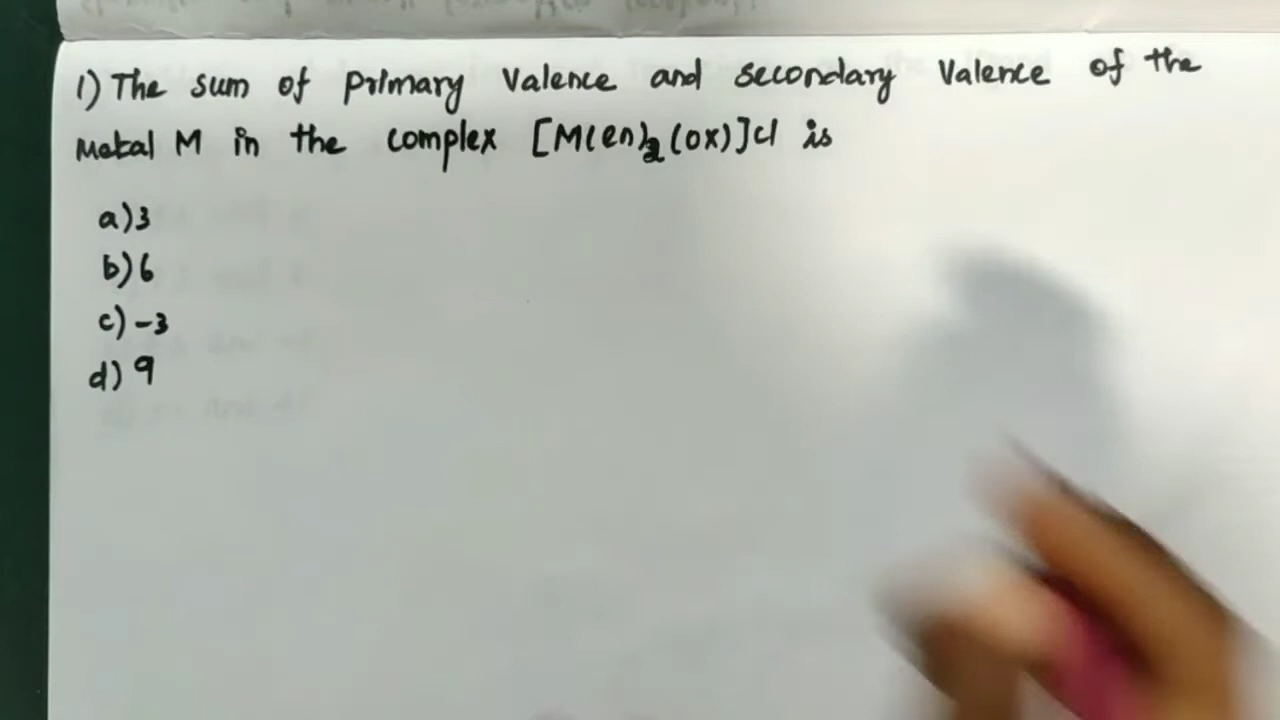 1) The sum of primary valence and secondary valence of the
Metal M in the complex [M(en)2(ox)]Cl is
a) 3
b) 6
c) -3
d) 9